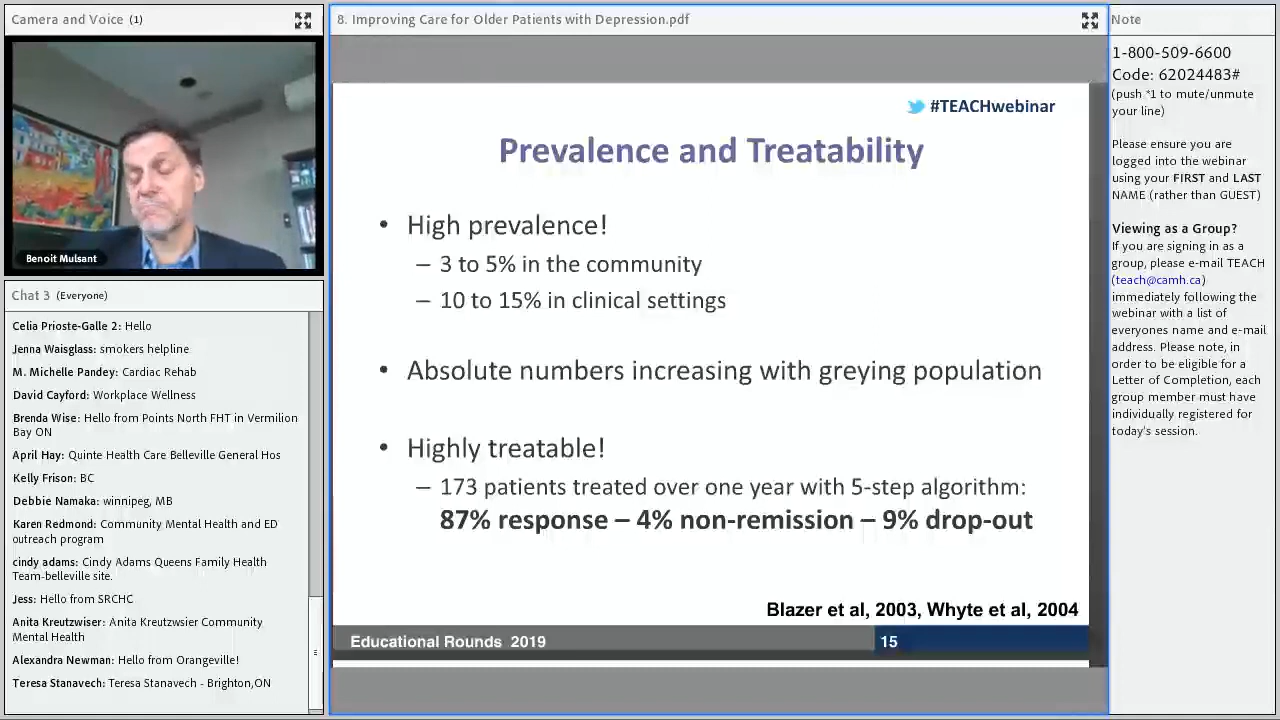 Camera and Voice (1)
Benoit Mulsant
Chat 3 (Everyone)
Celia Prioste-Galle 2: Hello
Jenna Waisglass: smokers helpline
M. Michelle Pandey: Cardiac Rehab
David Cayford: Workplace Wellness
Brenda Wise: Hello from Points North FHT in Vermilion
Bay ON
April Hay: Quinte Health Care Belleville General Hos
Kelly Frison: BC
Debbie Namaka: winnipeg, MB
Karen Redmond: Community Mental Health and ED
outreach program
cindy adams: Cindy Adams Queens Family Health
Team-belleville site.
Jess: Hello from SRCHC
Anita Kreutzwiser: Anita Kreutzwsier Community
Mental Health
Alexandra Newman: Hello from Orangeville!
Teresa Stanavech: Teresa Stanavech - Brighton,ON
8. Improving Care for Older Patients with Depression.pdf
#TEACHwebinar
Prevalence and Treatability
• High prevalence!
– 3 to 5% in the community
– 10 to 15% in clinical settings
• Absolute numbers increasing with greying population
• Highly treatable!
– 173 patients treated over one year with 5-step algorithm:
87% response – 4% non-remission – 9% drop-out
Blazer et al, 2003, Whyte et al, 2004
Educational Rounds 2019
15
Note
1-800-509-6600
Code: 62024483#
(push *1 to mute/unmute
your line)
Please ensure you are
logged into the webinar
using your FIRST and LAST
NAME (rather than GUEST)
Viewing as a Group?
If you are signing in as a
group, please e-mail TEACH
(teach@camh.ca)
immediately following the
webinar with a list of
everyones name and e-mail
address. Please note, in
order to be eligible for a
Letter of Completion, each
group member must have
individually registered for
today's session.